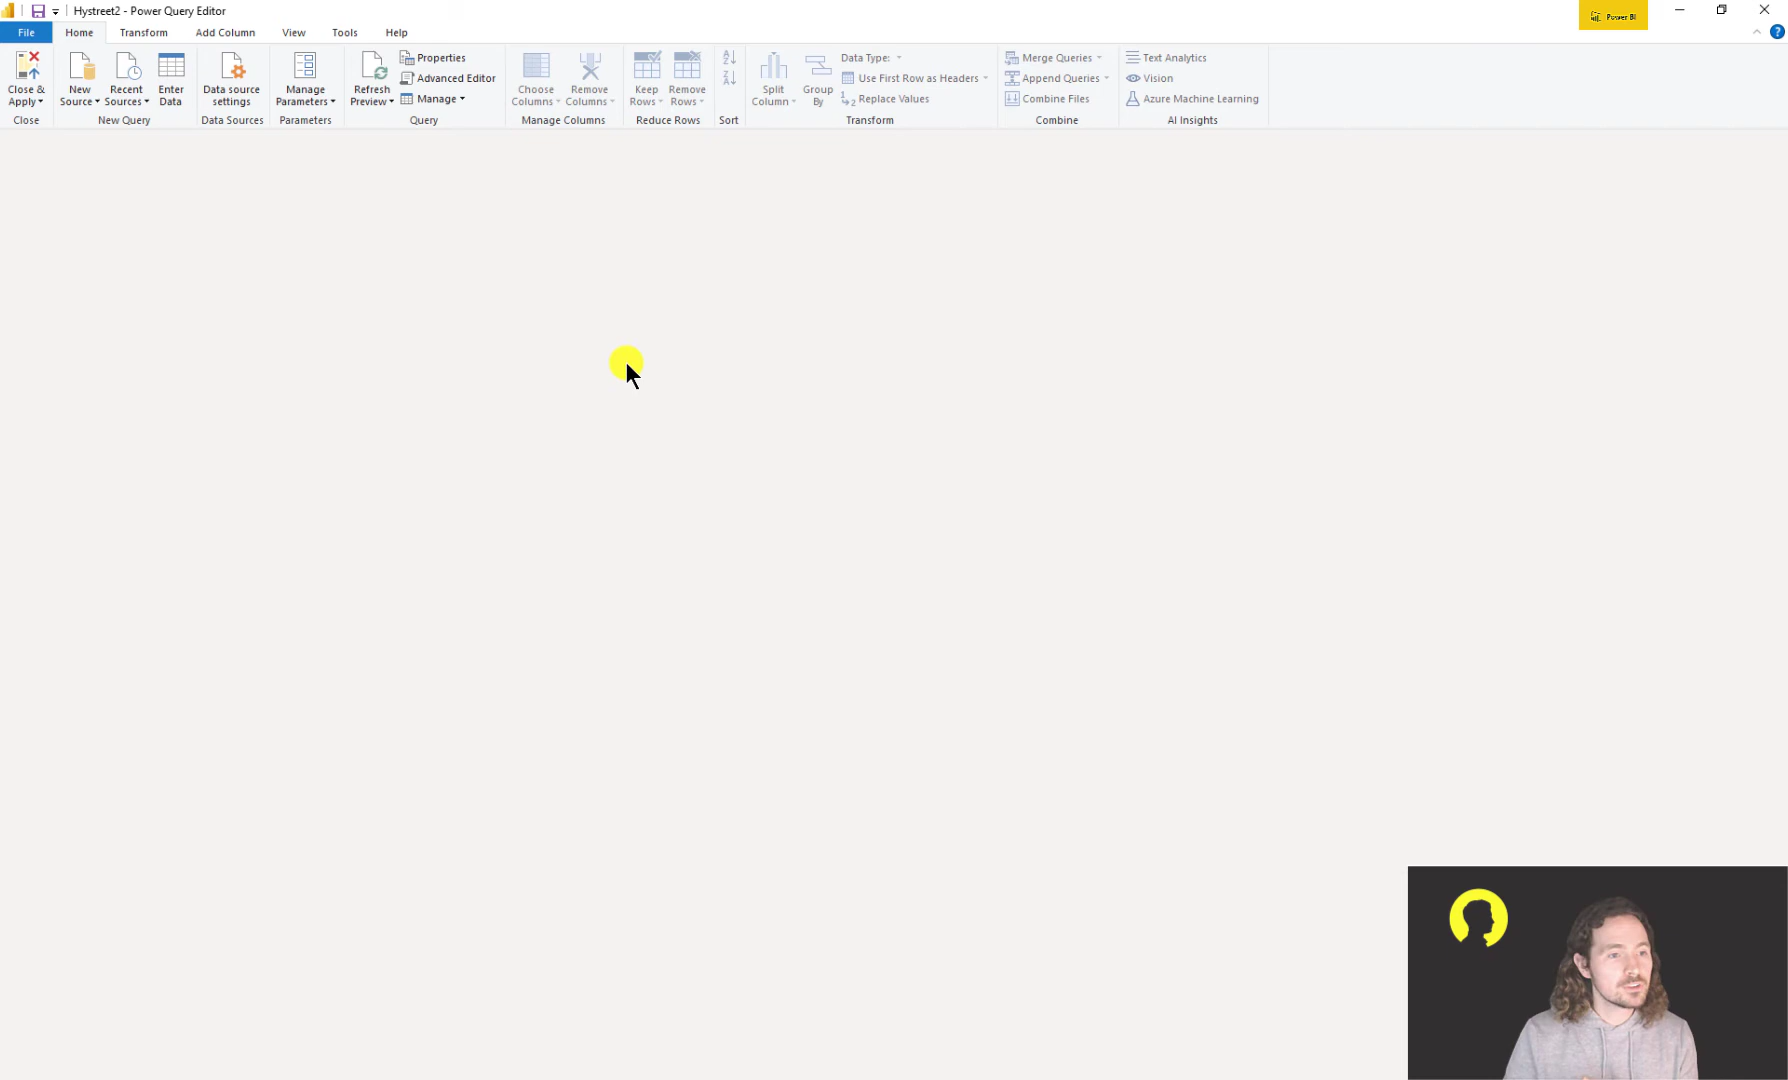 Hystreet2 - Power Query Editor
Power BI
File Home Transform Add Column View Tools Help
Close & Apply
Close
New Source
Recent Sources
Enter Data
New Query
Data source settings
Data Sources
Manage Parameters
Parameters
Refresh Preview
Properties
Advanced Editor
Manage
Query
Choose Columns
Remove Columns
Manage Columns
Keep Rows
Remove Rows
Reduce Rows
A Z
Z A
Sort
Split Column
Group By
Data Type:
Use First Row as Headers
1 2 Replace Values
Transform
Merge Queries
Append Queries
Combine Files
Combine
Text Analytics
Vision
Azure Machine Learning
AI Insights
?